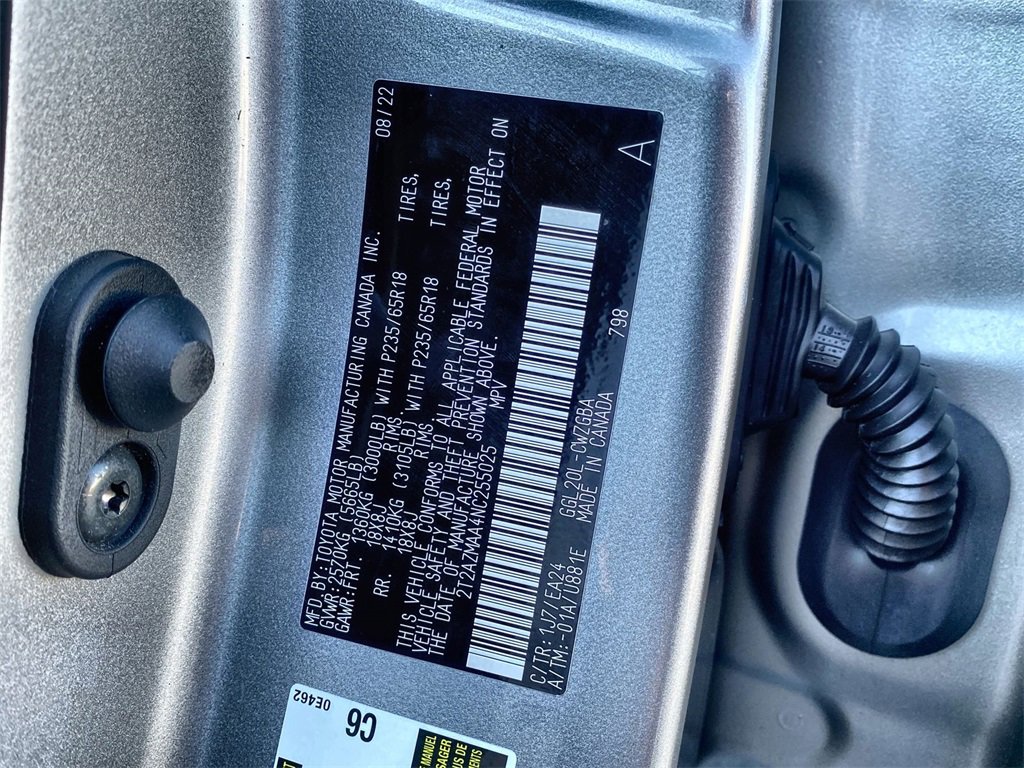 MFD. BY: TOYOTA MOTOR MANUFACTURING CANADA INC. 08/22
GVWR: 2570KG (5665LB)
GAWR: FRT. 1360KG (3000LB) WITH P235/65R18 TIRES,
18X8J RIMS.
RR. 1410KG (3105LB) WITH P235/65R18 TIRES,
18X8J RIMS.
THIS VEHICLE CONFORMS TO ALL APPLICABLE FEDERAL MOTOR
VEHICLE SAFETY AND THEFT PREVENTION STANDARDS IN EFFECT ON
THE DATE OF MANUFACTURE SHOWN ABOVE.
2T2AZMAA4NC255025 MPV
C/TR: 1J7/EA24 GGL20L-CWZGBA 798 A
A/TM: -01A/U891E MADE IN CANADA
0E462
C6
MANUEL